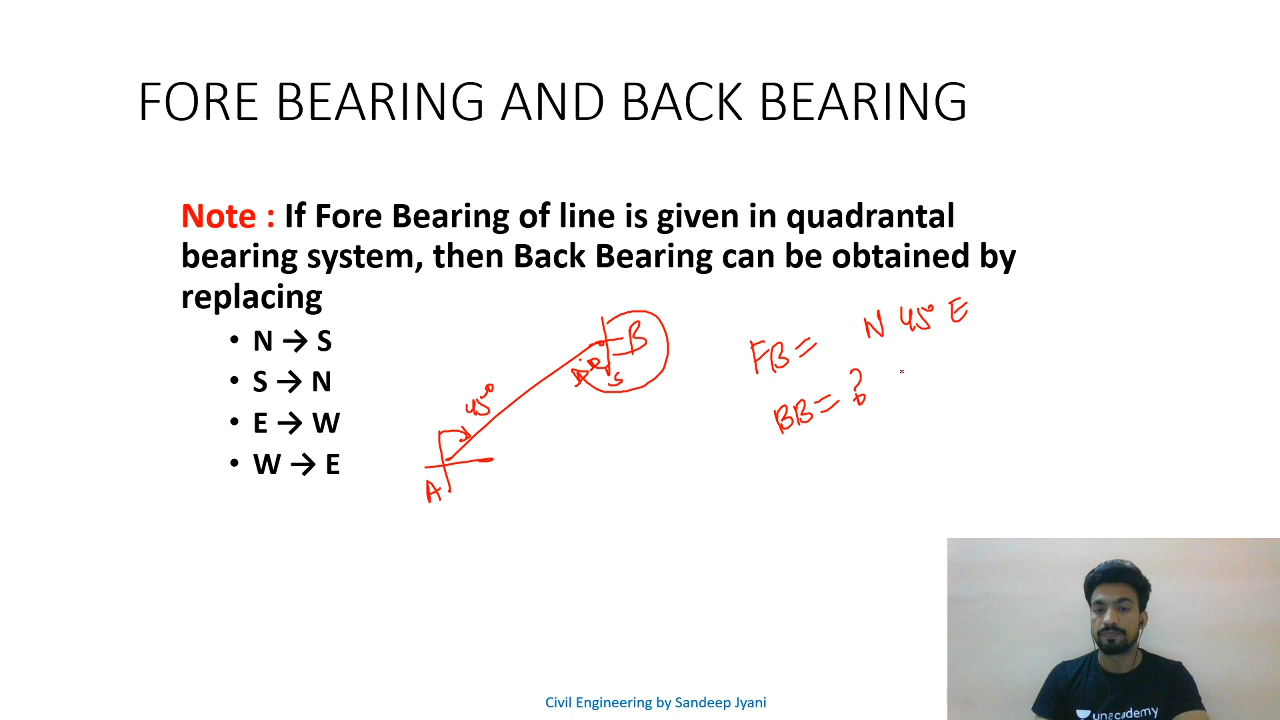 FORE BEARING AND BACK BEARING
Note : If Fore Bearing of line is given in quadrantal
bearing system, then Back Bearing can be obtained by
replacing
• N → S
• S → N
• E → W
• W → E
45°
A
B
S
FB = N 45° E
BB = ?
Civil Engineering by Sandeep Jyani
unacademy